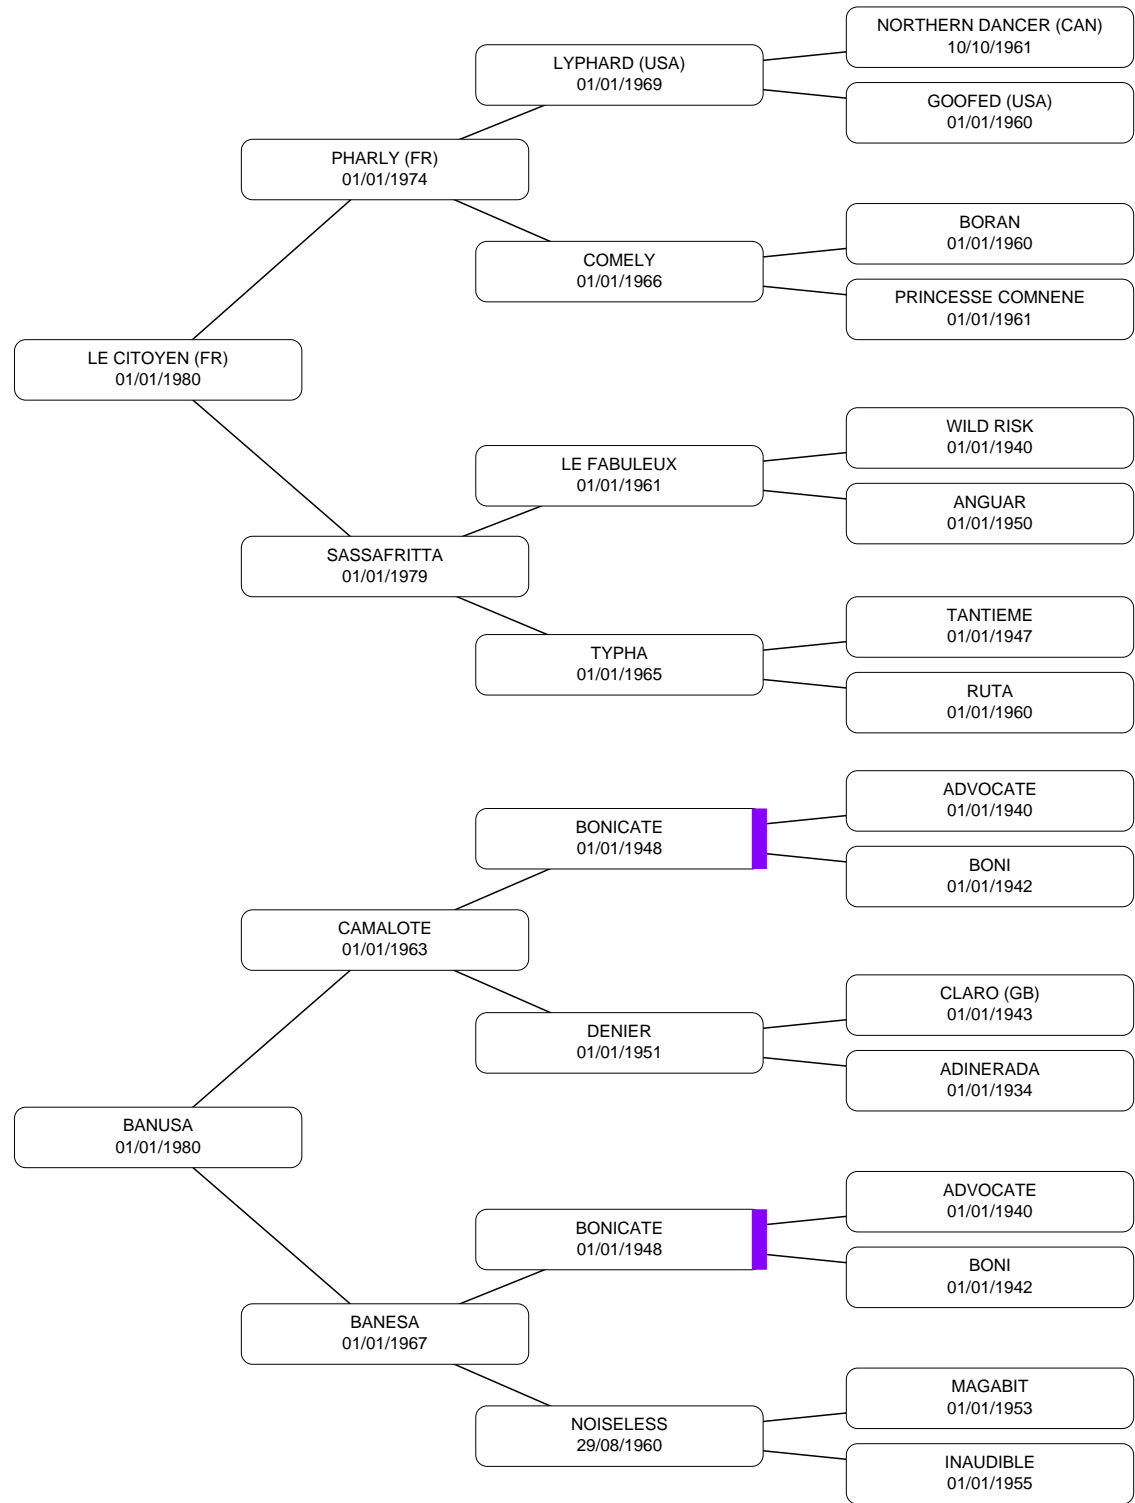 NORTHERN DANCER (CAN)
10/10/1961
LYPHARD (USA)
01/01/1969
GOOFED (USA)
01/01/1960
PHARLY (FR)
01/01/1974
BORAN
01/01/1960
COMELY
01/01/1966
PRINCESSE COMNENE
01/01/1961
LE CITOYEN (FR)
01/01/1980
WILD RISK
01/01/1940
LE FABULEUX
01/01/1961
ANGUAR
01/01/1950
SASSAFRITTA
01/01/1979
TANTIEME
01/01/1947
TYPHA
01/01/1965
RUTA
01/01/1960
ADVOCATE
01/01/1940
BONICATE
01/01/1948
BONI
01/01/1942
CAMALOTE
01/01/1963
CLARO (GB)
01/01/1943
DENIER
01/01/1951
ADINERADA
01/01/1934
BANUSA
01/01/1980
ADVOCATE
01/01/1940
BONICATE
01/01/1948
BONI
01/01/1942
BANESA
01/01/1967
MAGABIT
01/01/1953
NOISELESS
29/08/1960
INAUDIBLE
01/01/1955